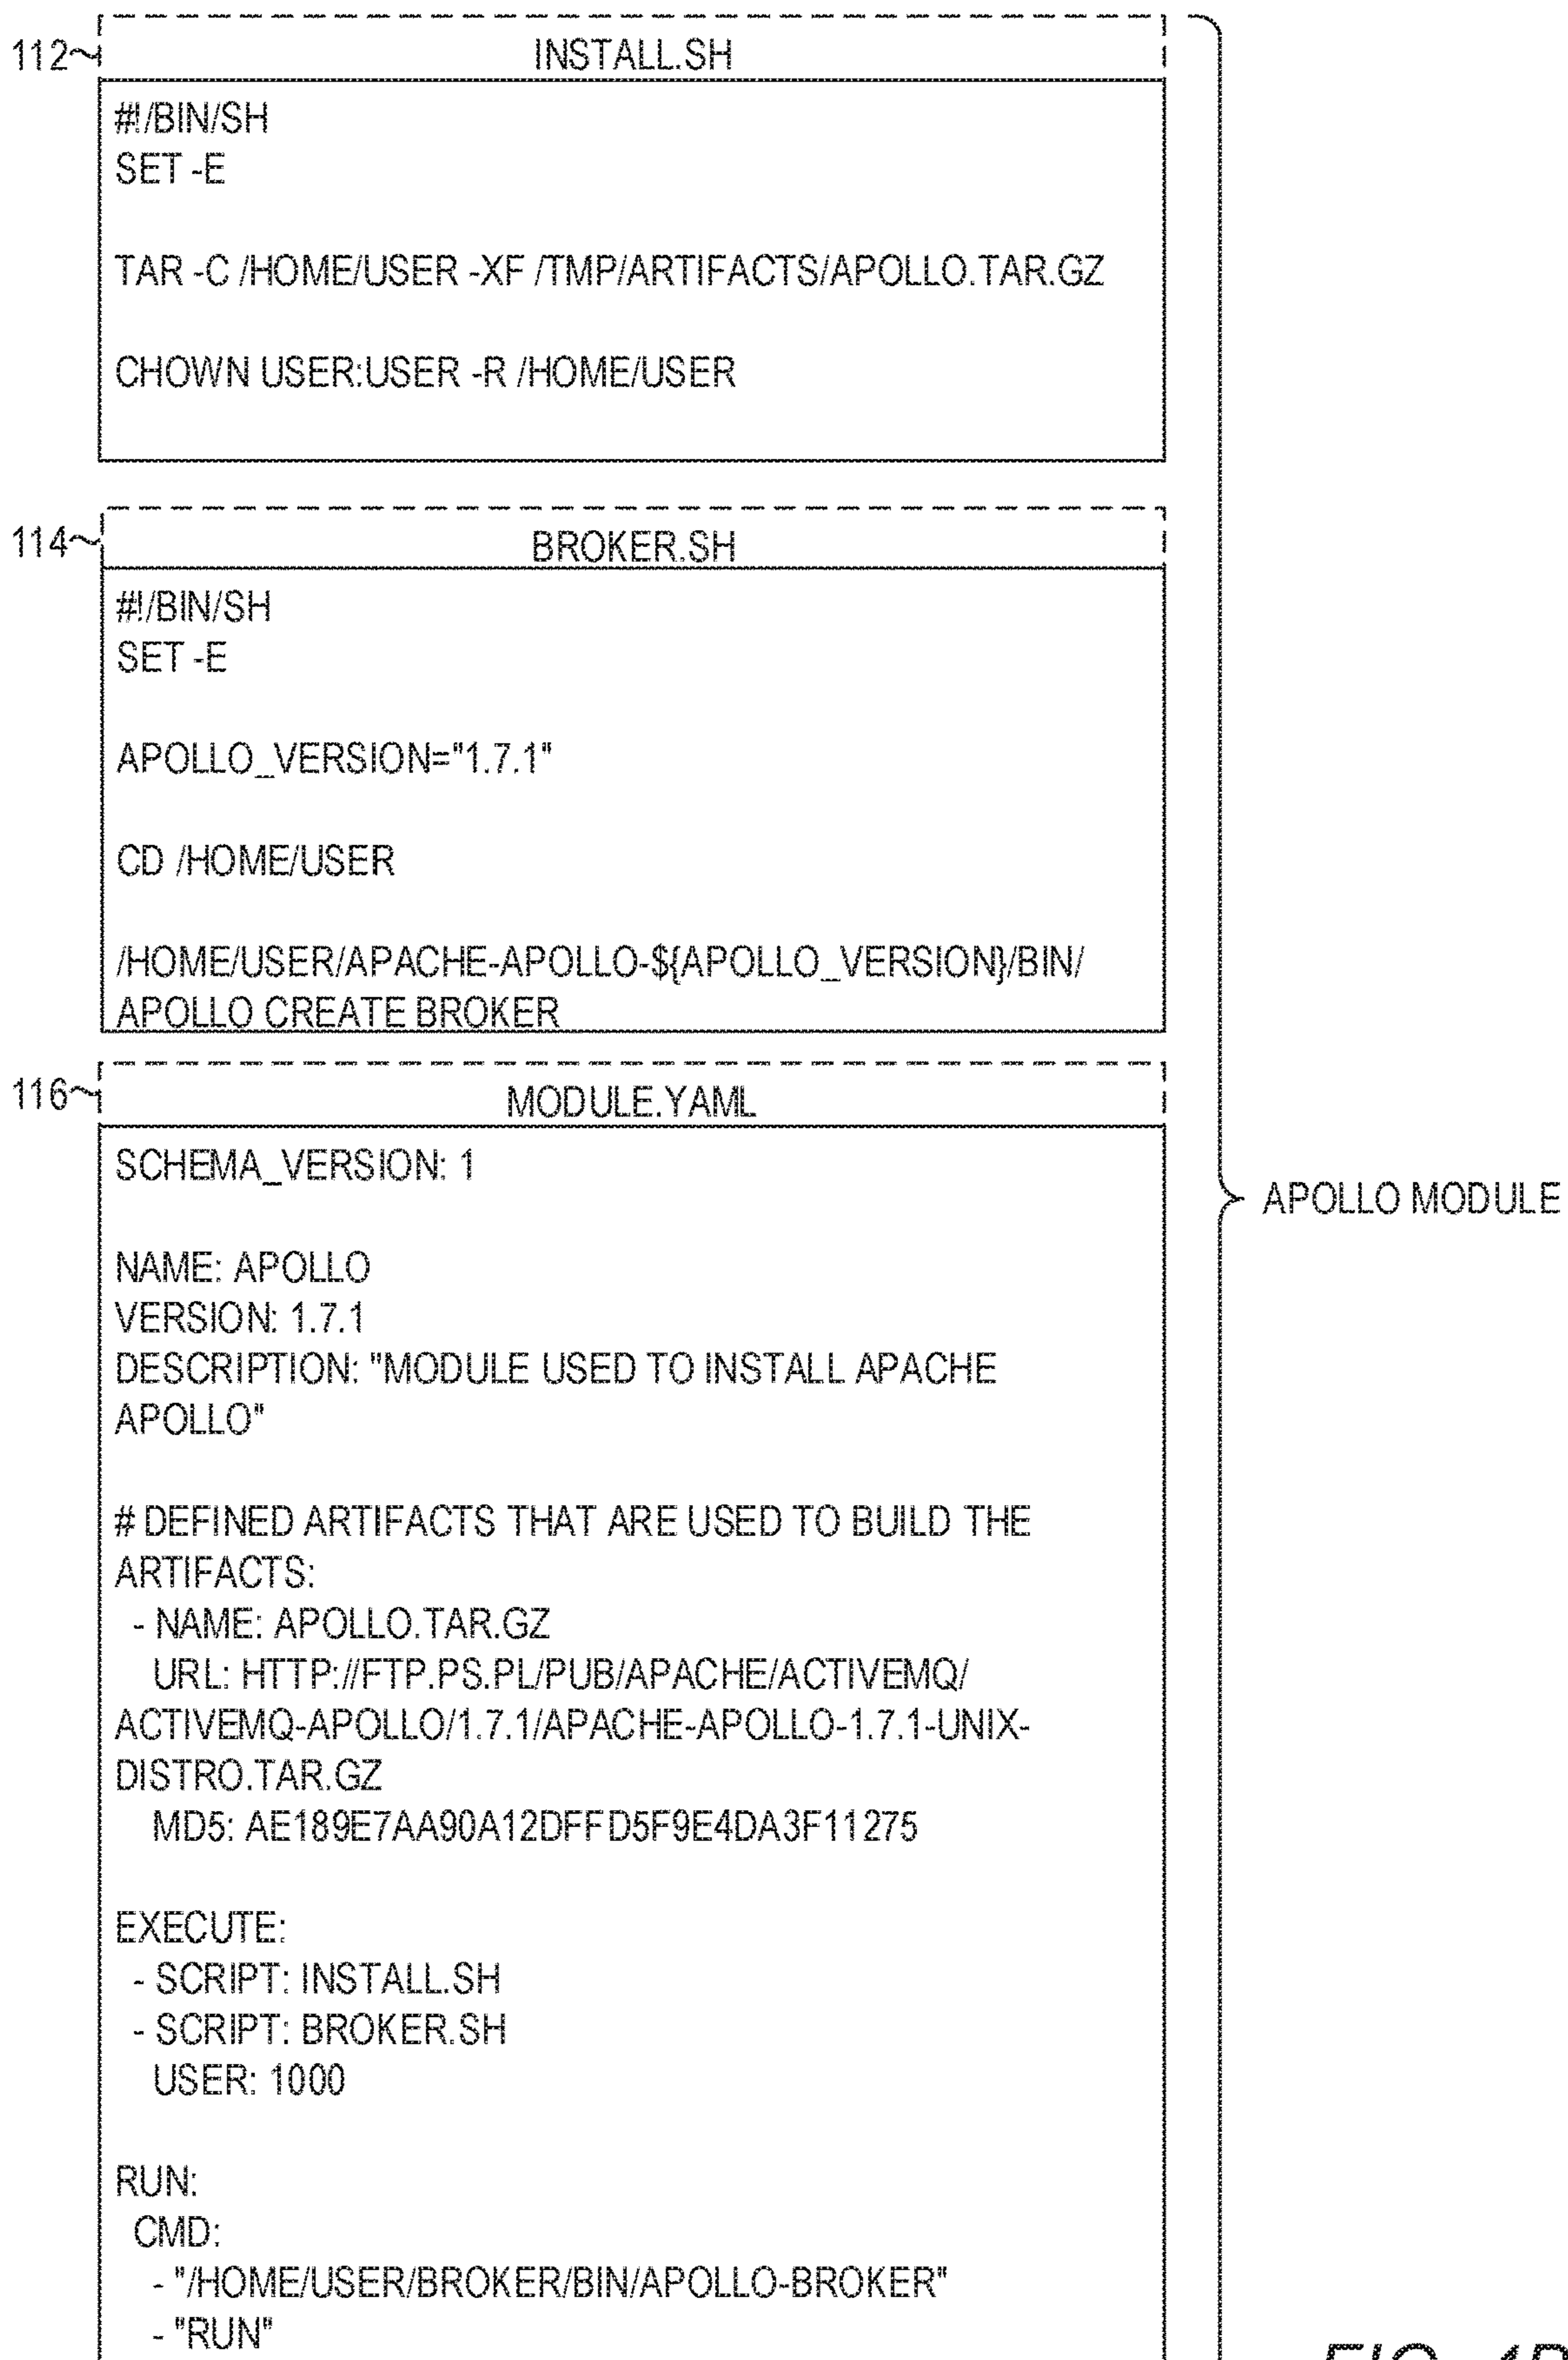 112
INSTALL.SH
#!/BIN/SH
SET -E
TAR -C /HOME/USER -XF /TMP/ARTIFACTS/APOLLO.TAR.GZ
CHOWN USER:USER -R /HOME/USER
114
BROKER.SH
#!/BIN/SH
SET -E
APOLLO_VERSION="1.7.1"
CD /HOME/USER
/HOME/USER/APACHE-APOLLO-${APOLLO_VERSION}/BIN/
APOLLO CREATE BROKER
116
MODULE.YAML
SCHEMA_VERSION: 1
APOLLO MODULE
NAME: APOLLO
VERSION: 1.7.1
DESCRIPTION: "MODULE USED TO INSTALL APACHE
APOLLO"
# DEFINED ARTIFACTS THAT ARE USED TO BUILD THE
ARTIFACTS:
- NAME: APOLLO.TAR.GZ
URL: HTTP://FTP.PS.PL/PUB/APACHE/ACTIVEMQ/
ACTIVEMQ-APOLLO/1.7.1/APACHE-APOLLO-1.7.1-UNIX-
DISTRO.TAR.GZ
MD5: AE189E7AA90A12DFFD5F9E4DA3F11275
EXECUTE:
- SCRIPT: INSTALL.SH
- SCRIPT: BROKER.SH
USER: 1000
RUN:
CMD:
- "/HOME/USER/BROKER/BIN/APOLLO-BROKER"
- "RUN"